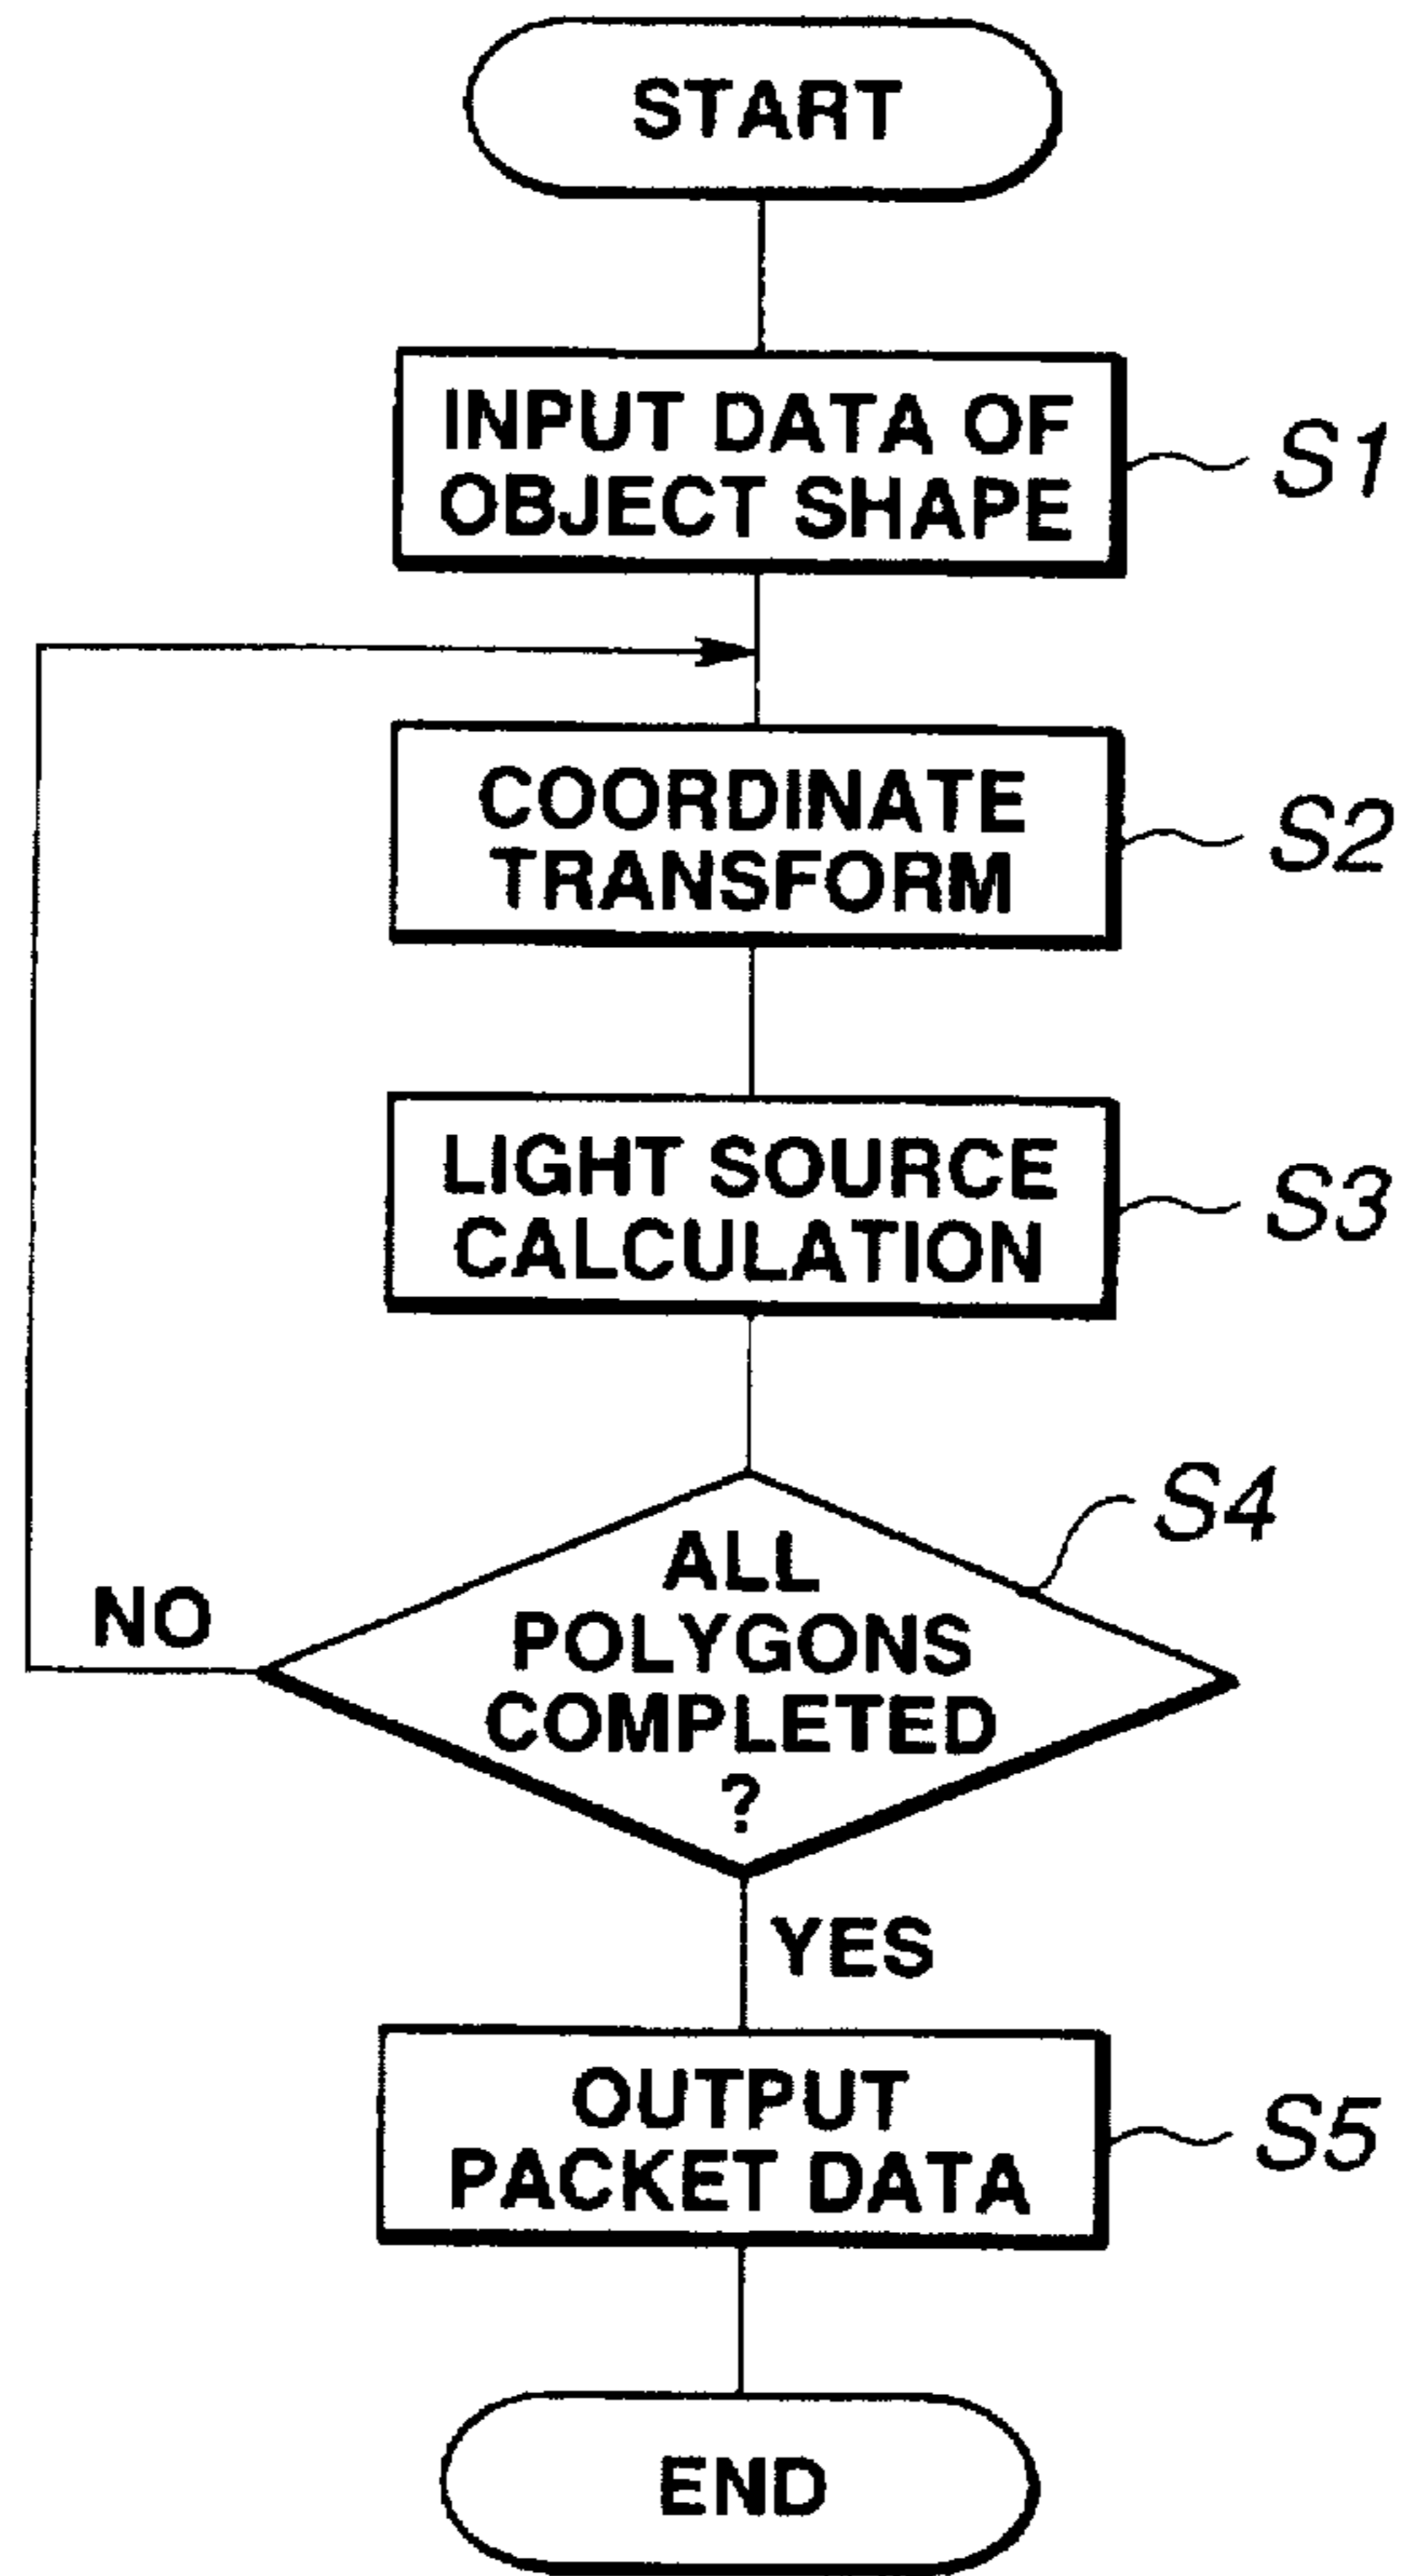 START
INPUT DATA OF
OBJECT SHAPE
S1
COORDINATE
TRANSFORM
S2
LIGHT SOURCE
CALCULATION
S3
S4
ALL
POLYGONS
COMPLETED
?
NO
YES
OUTPUT
PACKET DATA
S5
END